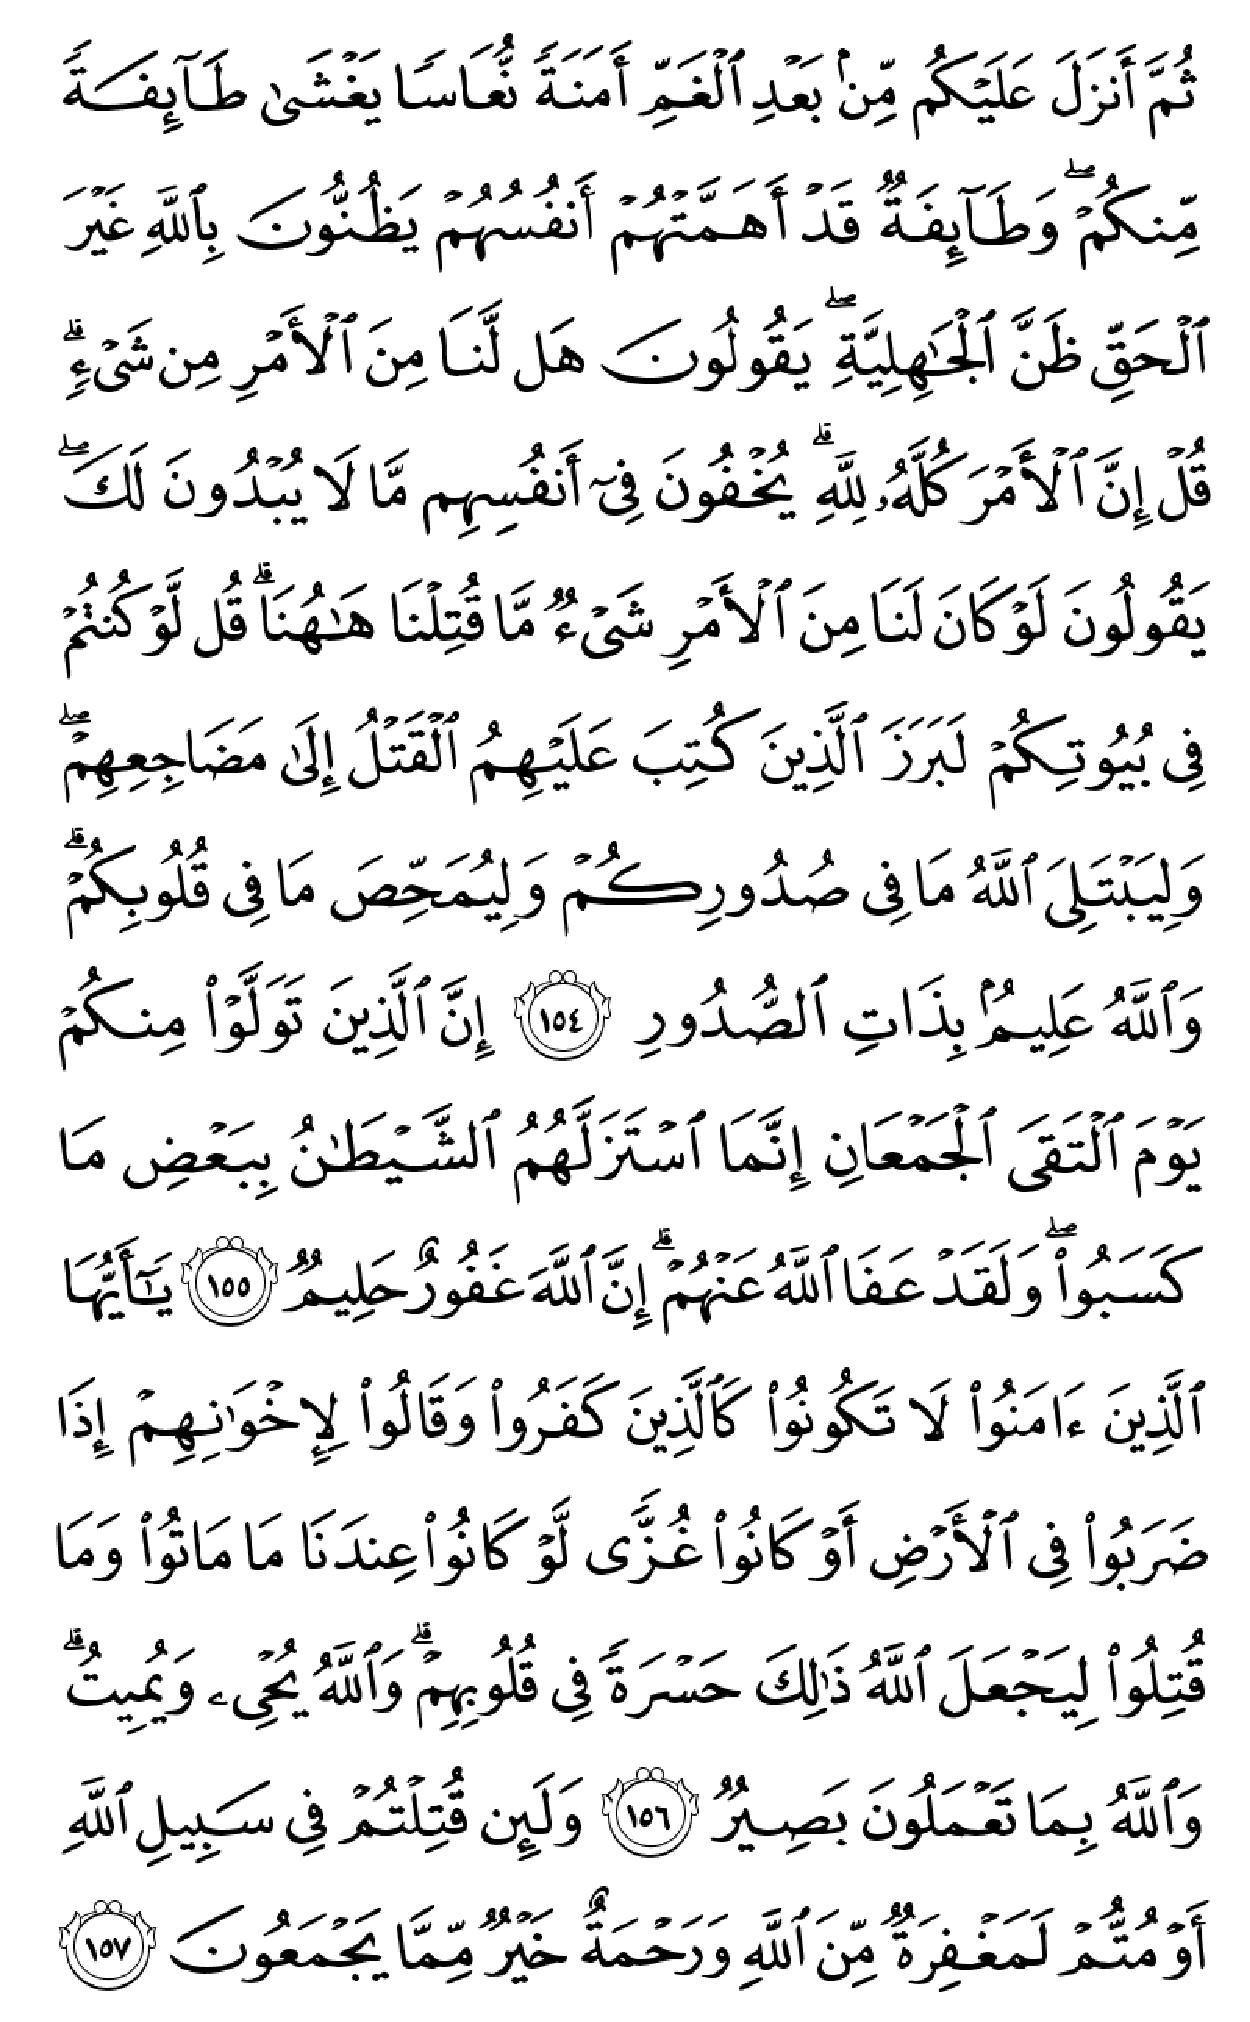 ثُمَّ أَنزَلَ عَلَيْكُم مِّنۢ بَعْدِ ٱلْغَمِّ أَمَنَةً نُّعَاسًا يَغْشَىٰ طَآئِفَةً
مِّنكُمْ ۖ وَطَآئِفَةٌ قَدْ أَهَمَّتْهُمْ أَنفُسُهُمْ يَظُنُّونَ بِٱللَّهِ غَيْرَ
ٱلْحَقِّ ظَنَّ ٱلْجَـٰهِلِيَّةِ ۖ يَقُولُونَ هَل لَّنَا مِنَ ٱلْأَمْرِ مِن شَىْءٍ ۗ
قُلْ إِنَّ ٱلْأَمْرَ كُلَّهُۥ لِلَّهِ ۗ يُخْفُونَ فِىٓ أَنفُسِهِم مَّا لَا يُبْدُونَ لَكَ ۖ
يَقُولُونَ لَوْ كَانَ لَنَا مِنَ ٱلْأَمْرِ شَىْءٌ مَّا قُتِلْنَا هَـٰهُنَا ۗ قُل لَّوْ كُنتُمْ
فِى بُيُوتِكُمْ لَبَرَزَ ٱلَّذِينَ كُتِبَ عَلَيْهِمُ ٱلْقَتْلُ إِلَىٰ مَضَاجِعِهِمْ ۖ
وَلِيَبْتَلِىَ ٱللَّهُ مَا فِى صُدُورِكُمْ وَلِيُمَحِّصَ مَا فِى قُلُوبِكُمْ ۗ
وَٱللَّهُ عَلِيمٌۢ بِذَاتِ ٱلصُّدُورِ ١٥٤ إِنَّ ٱلَّذِينَ تَوَلَّوْا۟ مِنكُمْ
يَوْمَ ٱلْتَقَى ٱلْجَمْعَانِ إِنَّمَا ٱسْتَزَلَّهُمُ ٱلشَّيْطَـٰنُ بِبَعْضِ مَا
كَسَبُوا۟ ۖ وَلَقَدْ عَفَا ٱللَّهُ عَنْهُمْ ۗ إِنَّ ٱللَّهَ غَفُورٌ حَلِيمٌ ١٥٥ يَـٰٓأَيُّهَا
ٱلَّذِينَ ءَامَنُوا۟ لَا تَكُونُوا۟ كَٱلَّذِينَ كَفَرُوا۟ وَقَالُوا۟ لِإِخْوَٰنِهِمْ إِذَا
ضَرَبُوا۟ فِى ٱلْأَرْضِ أَوْ كَانُوا۟ غُزًّى لَّوْ كَانُوا۟ عِندَنَا مَا مَاتُوا۟ وَمَا
قُتِلُوا۟ لِيَجْعَلَ ٱللَّهُ ذَٰلِكَ حَسْرَةً فِى قُلُوبِهِمْ ۗ وَٱللَّهُ يُحْىِۦ وَيُمِيتُ ۗ
وَٱللَّهُ بِمَا تَعْمَلُونَ بَصِيرٌ ١٥٦ وَلَئِن قُتِلْتُمْ فِى سَبِيلِ ٱللَّهِ
أَوْ مُتُّمْ لَمَغْفِرَةٌ مِّنَ ٱللَّهِ وَرَحْمَةٌ خَيْرٌ مِّمَّا يَجْمَعُونَ ١٥٧